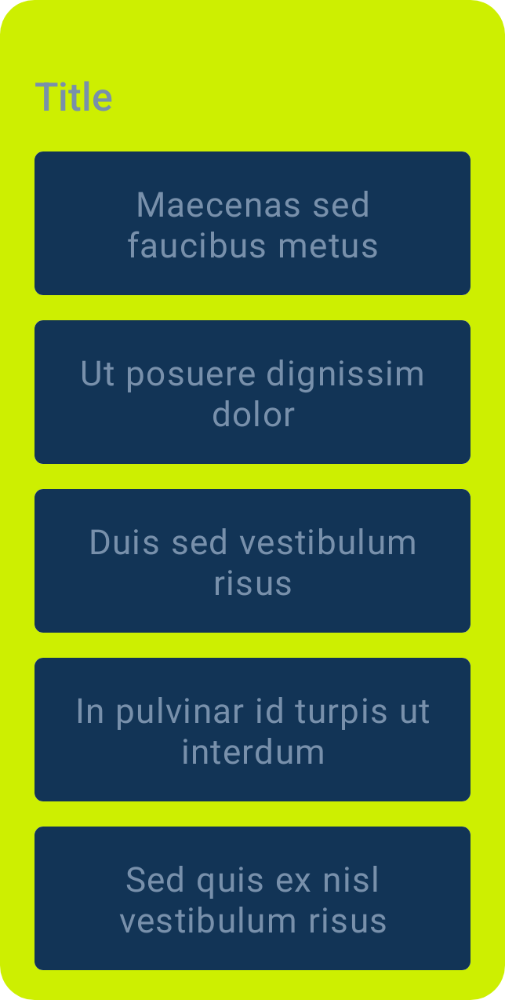 Title
Maecenas sed
faucibus metus
Ut posuere dignissim
dolor
Duis sed vestibulum
risus
In pulvinar id turpis ut
interdum
Sed quis ex nisl
vestibulum risus